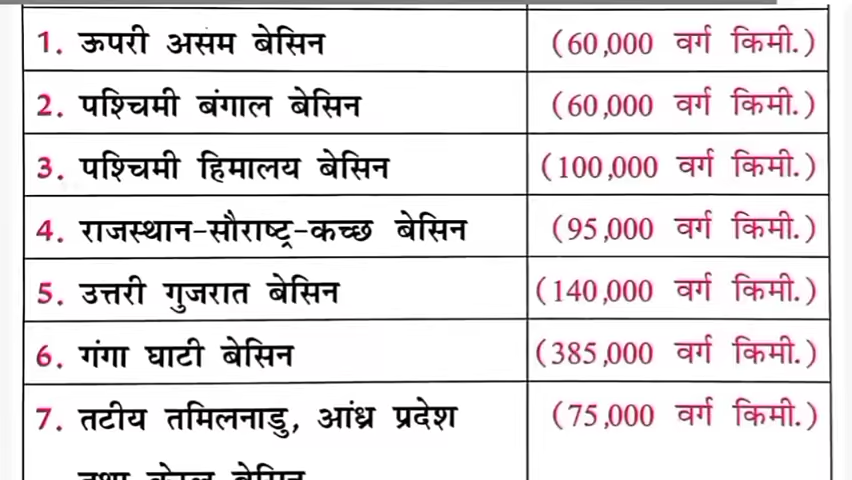 1. ऊपरी असम बेसिन (60,000 वर्ग किमी.)
2. पश्चिमी बंगाल बेसिन (60,000 वर्ग किमी.)
3. पश्चिमी हिमालय बेसिन (100,000 वर्ग किमी.)
4. राजस्थान-सौराष्ट्र-कच्छ बेसिन (95,000 वर्ग किमी.)
5. उत्तरी गुजरात बेसिन (140,000 वर्ग किमी.)
6. गंगा घाटी बेसिन (385,000 वर्ग किमी.)
7. तटीय तमिलनाडु, आंध्र प्रदेश (75,000 वर्ग किमी.)
तथा केरल बेसिन